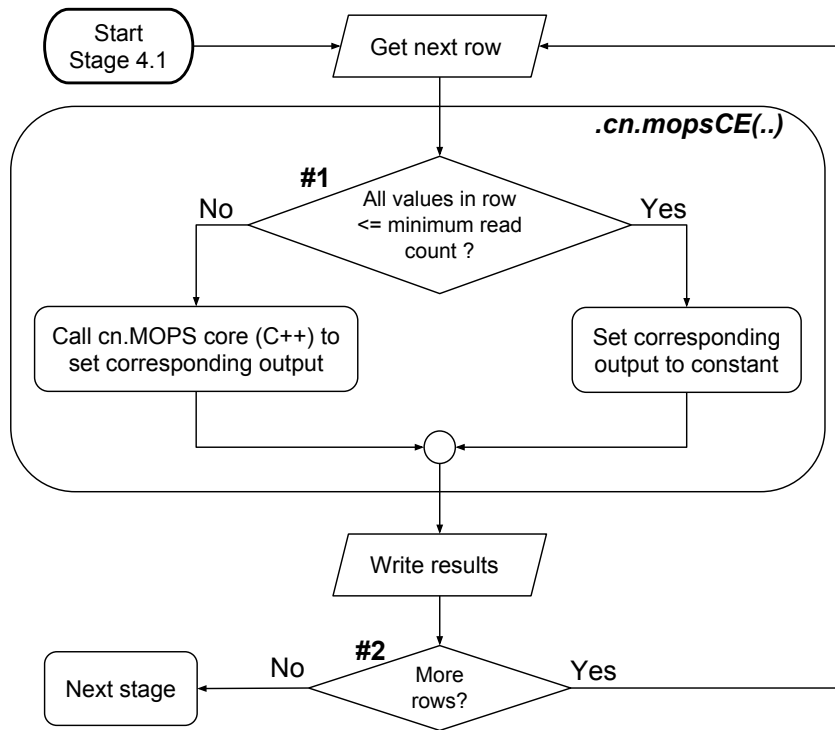 Start
Stage 4.1
Get next row
.cn.mopsCE(..)
#1
No
All values in row
<= minimum read
count ?
Yes
Call cn.MOPS core (C++) to
set corresponding output
Set corresponding
output to constant
Write results
#2
No
More
rows?
Yes
Next stage